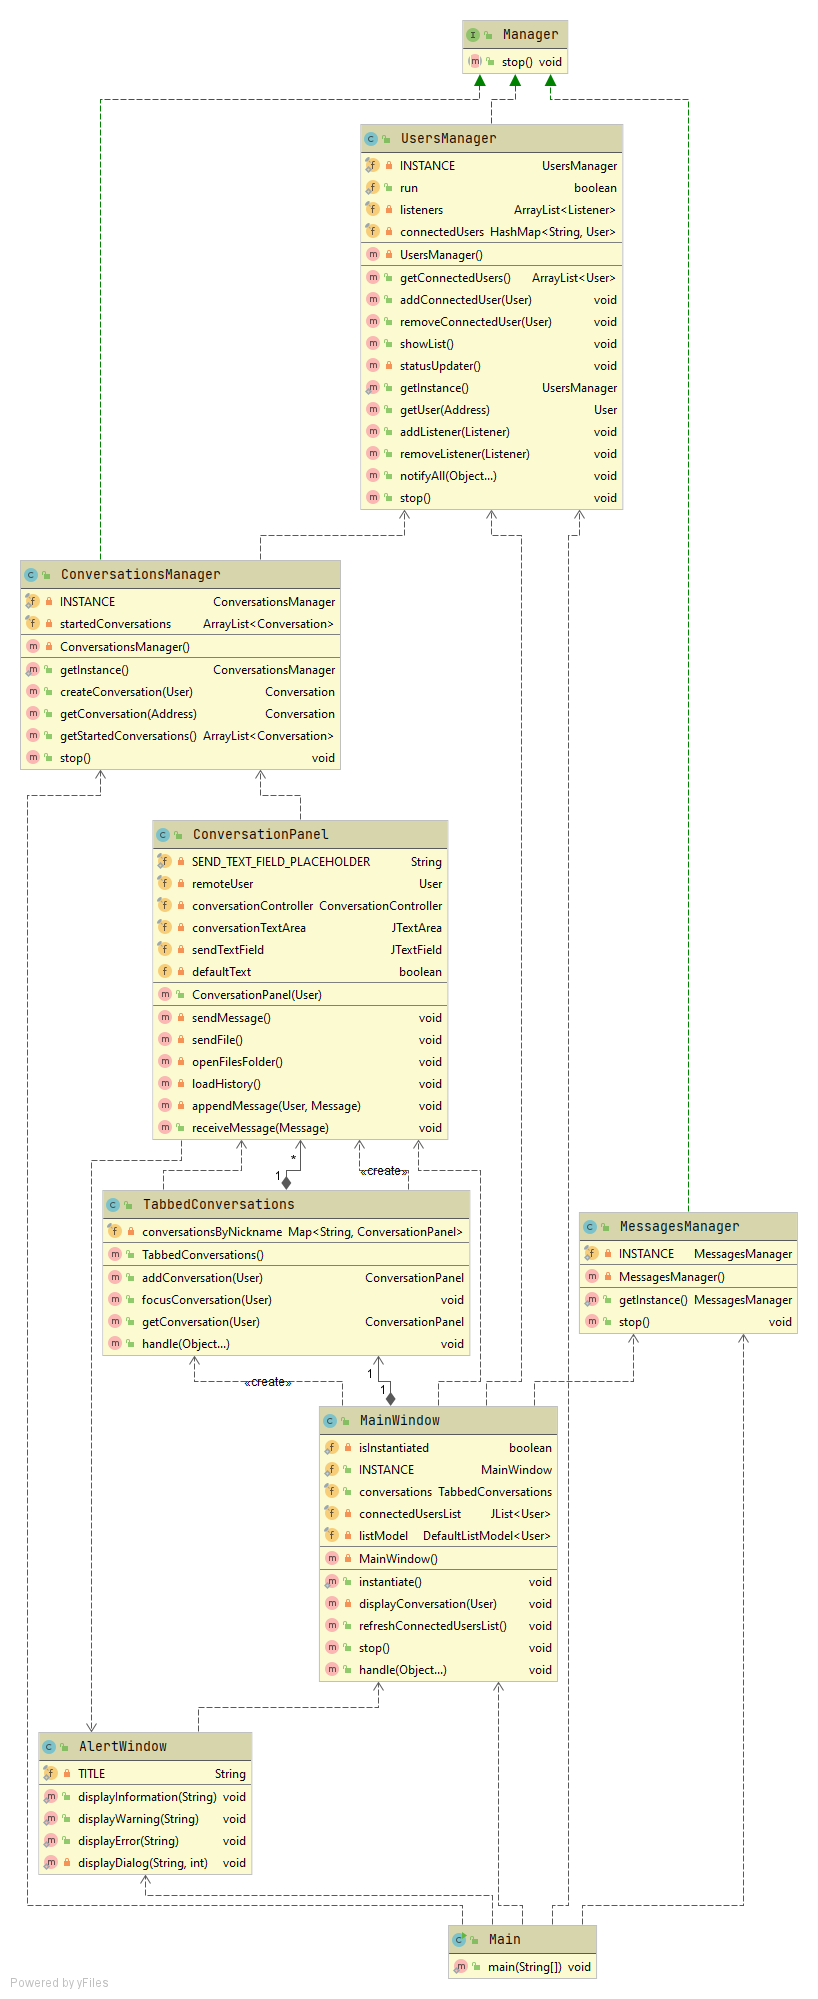 Manager
stop() void
UsersManager
INSTANCE UsersManager
run boolean
listeners ArrayList<Listener>
connectedUsers HashMap<String, User>
UsersManager()
getConnectedUsers() ArrayList<User>
addConnectedUser(User) void
removeConnectedUser(User) void
showList() void
statusUpdater() void
getInstance() UsersManager
getUser(Address) User
addListener(Listener) void
removeListener(Listener) void
notifyAll(Object...) void
stop() void
ConversationsManager
INSTANCE ConversationsManager
startedConversations ArrayList<Conversation>
ConversationsManager()
getInstance() ConversationsManager
createConversation(User) Conversation
getConversation(Address) Conversation
getStartedConversations() ArrayList<Conversation>
stop() void
ConversationPanel
SEND_TEXT_FIELD_PLACEHOLDER String
remoteUser User
conversationController ConversationController
conversationTextArea JTextArea
sendTextField JTextField
defaultText boolean
ConversationPanel(User)
sendMessage() void
sendFile() void
openFilesFolder() void
loadHistory() void
appendMessage(User, Message) void
receiveMessage(Message) void
*
1
«create»
TabbedConversations
conversationsByNickname Map<String, ConversationPanel>
TabbedConversations()
addConversation(User) ConversationPanel
focusConversation(User) void
getConversation(User) ConversationPanel
handle(Object...) void
MessagesManager
INSTANCE MessagesManager
MessagesManager()
getInstance() MessagesManager
stop() void
1
«create»
1
MainWindow
isInstantiated boolean
INSTANCE MainWindow
conversations TabbedConversations
connectedUsersList JList<User>
listModel DefaultListModel<User>
MainWindow()
instantiate() void
displayConversation(User) void
refreshConnectedUsersList() void
stop() void
handle(Object...) void
AlertWindow
TITLE String
displayInformation(String) void
displayWarning(String) void
displayError(String) void
displayDialog(String, int) void
Main
main(String[]) void
Powered by yFiles